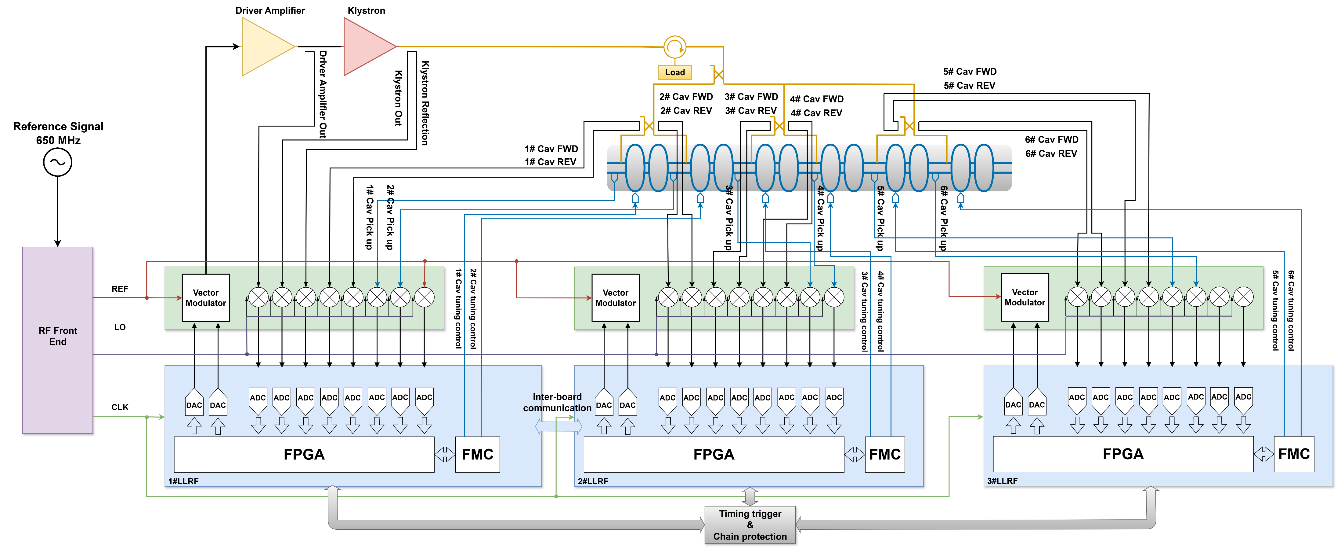 Driver Amplifier
Klystron
Driver Amplifier Out
Klystron Out
Klystron Reflection
Load
Reference Signal
650 MHz
1# Cav FWD
1# Cav REV
2# Cav FWD
2# Cav REV
3# Cav FWD
3# Cav REV
4# Cav FWD
4# Cav REV
5# Cav FWD
5# Cav REV
6# Cav FWD
6# Cav REV
1# Cav Pick up
2# Cav Pick up
3# Cav Pick up
4# Cav Pick up
5# Cav Pick up
6# Cav Pick up
RF Front
End
REF
LO
CLK
Vector
Modulator
1# Cav tuning control
2# Cav tuning control
Vector
Modulator
3# Cav tuning control
4# Cav tuning control
Vector
Modulator
5# Cav tuning control
6# Cav tuning control
DAC
DAC
ADC
ADC
ADC
ADC
ADC
ADC
ADC
ADC
FPGA
FMC
1#LLRF
Inter-board
communication
DAC
DAC
ADC
ADC
ADC
ADC
ADC
ADC
ADC
ADC
FPGA
FMC
2#LLRF
DAC
DAC
ADC
ADC
ADC
ADC
ADC
ADC
ADC
ADC
FPGA
FMC
3#LLRF
Timing trigger
&
Chain protection